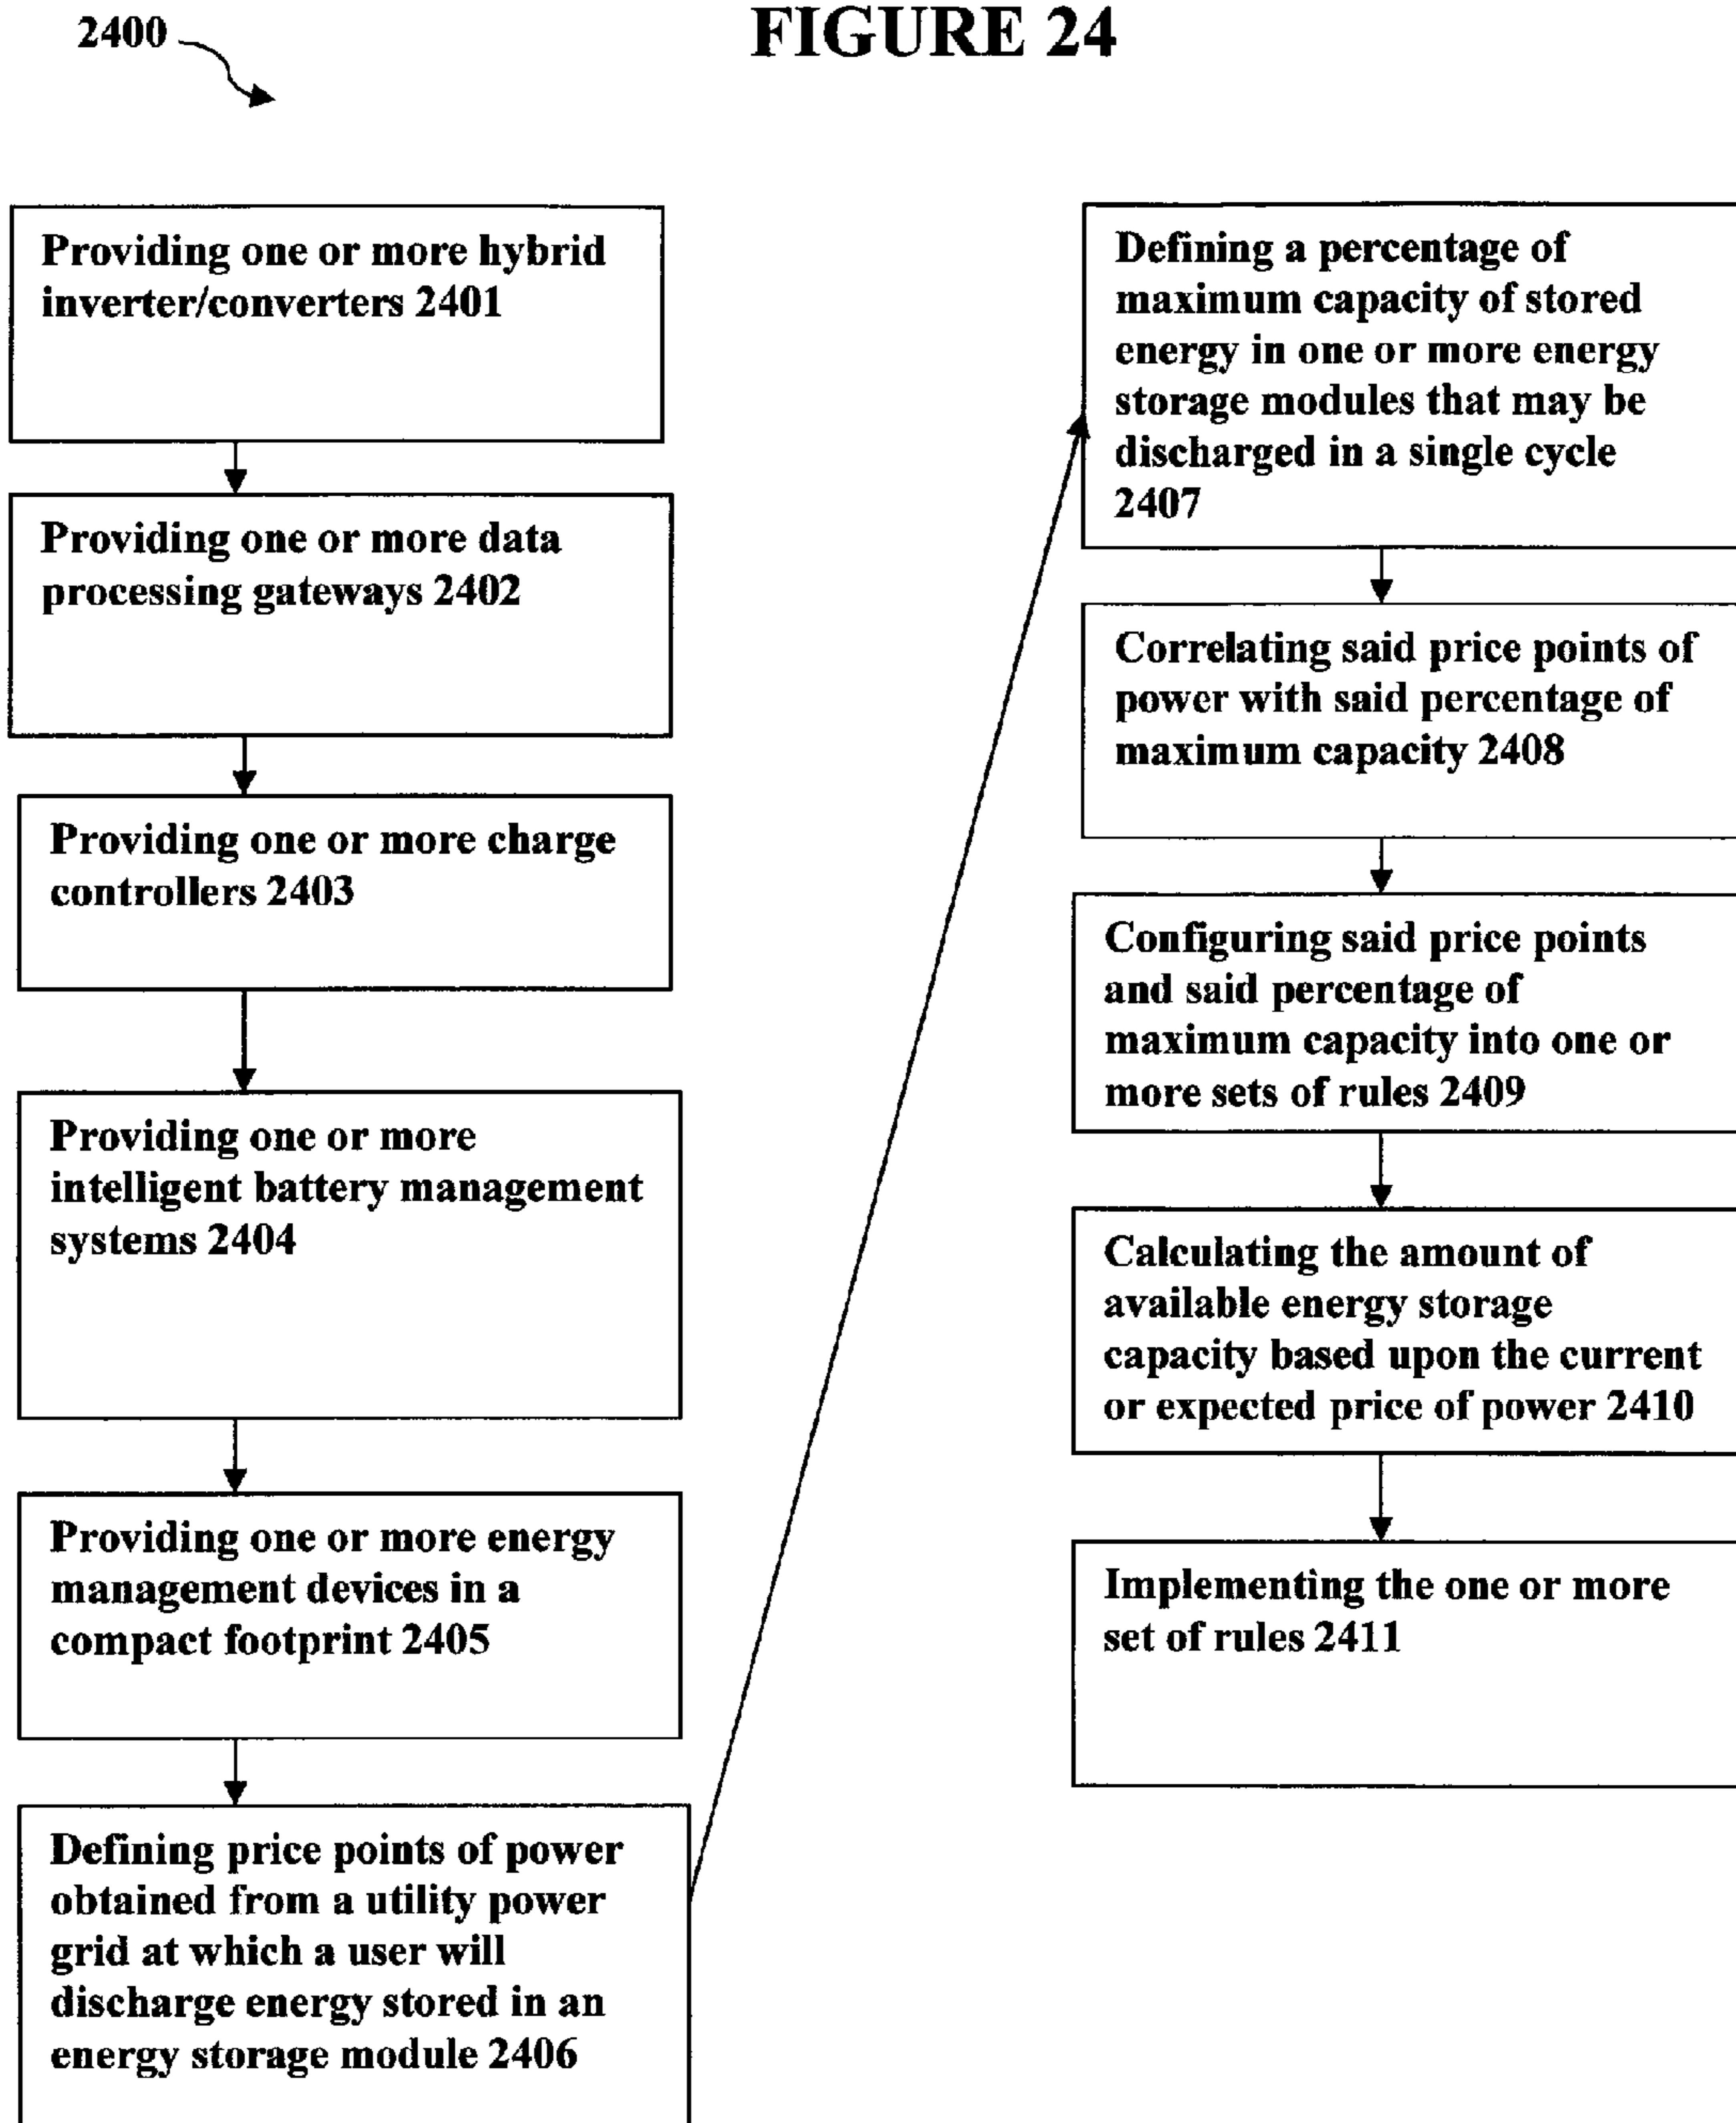 FIGURE 24
2400
Providing one or more hybrid
inverter/converters 2401
Providing one or more data
processing gateways 2402
Providing one or more charge
controllers 2403
Providing one or more
intelligent battery management
systems 2404
Providing one or more energy
management devices in a
compact footprint 2405
Defining price points of power
obtained from a utility power
grid at which a user will
discharge energy stored in an
energy storage module 2406
Defining a percentage of
maximum capacity of stored
energy in one or more energy
storage modules that may be
discharged in a single cycle
2407
Correlating said price points of
power with said percentage of
maximum capacity 2408
Configuring said price points
and said percentage of
maximum capacity into one or
more sets of rules 2409
Calculating the amount of
available energy storage
capacity based upon the current
or expected price of power 2410
Implementing the one or more
set of rules 2411